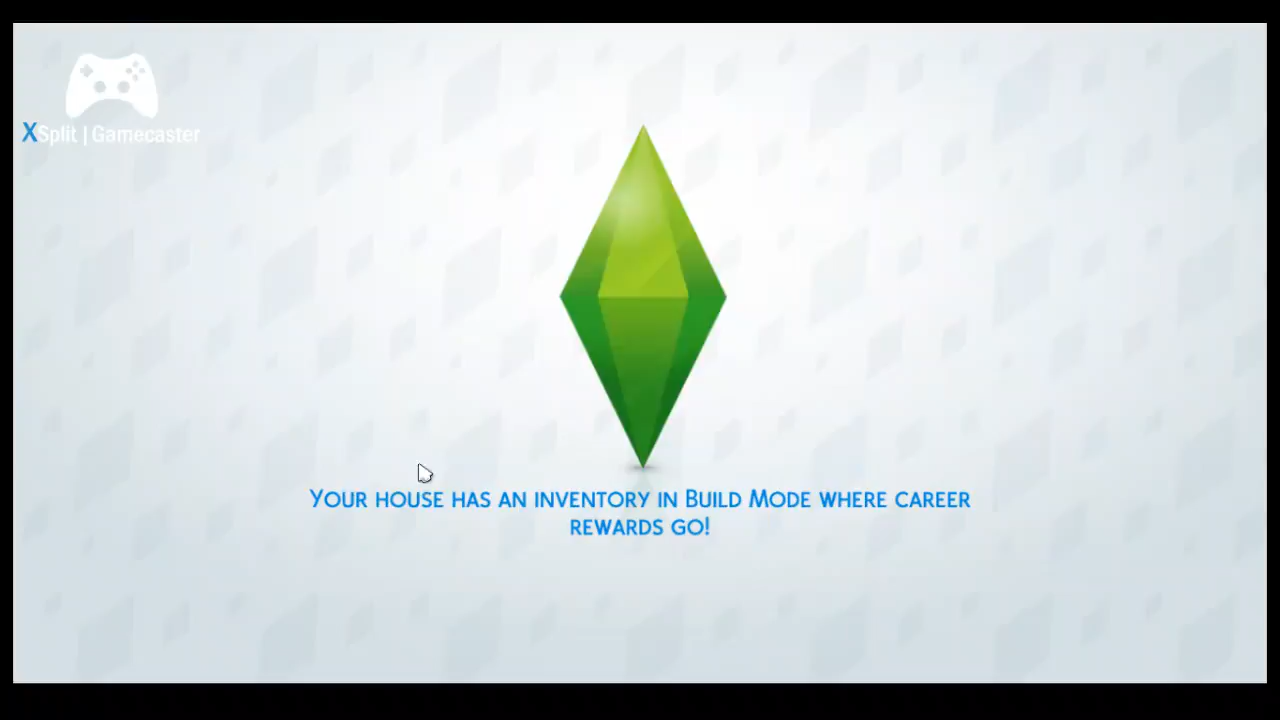 XSplit | Gamecaster
YOUR HOUSE HAS AN INVENTORY IN BUILD MODE WHERE CAREER
REWARDS GO!